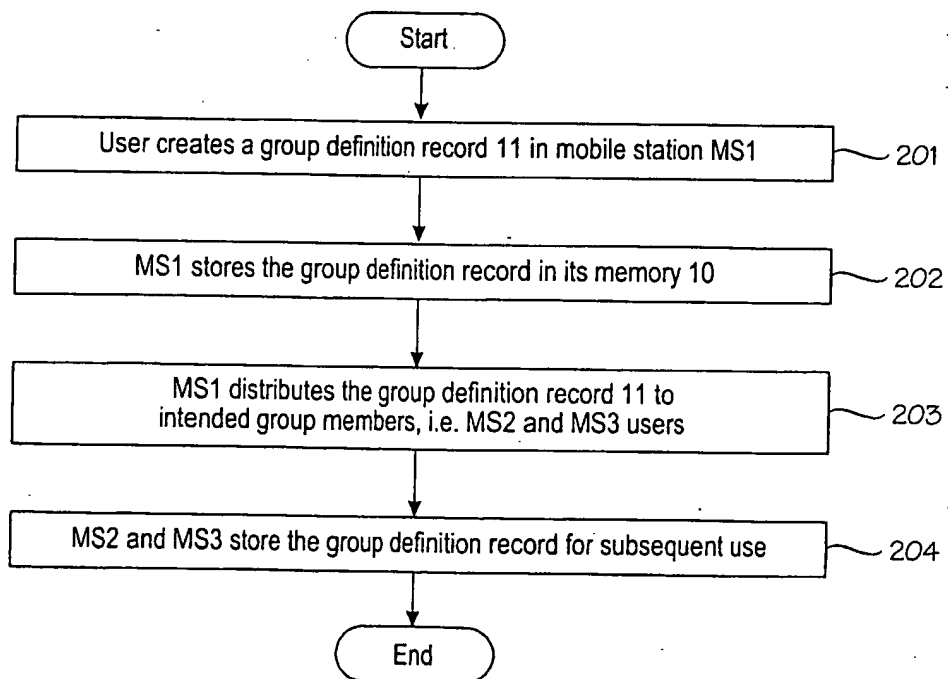 Start
User creates a group definition record 11 in mobile station MS1
201
MS1 stores the group definition record in its memory 10
202
MS1 distributes the group definition record 11 to
intended group members, i.e. MS2 and MS3 users
203
MS2 and MS3 store the group definition record for subsequent use
204
End